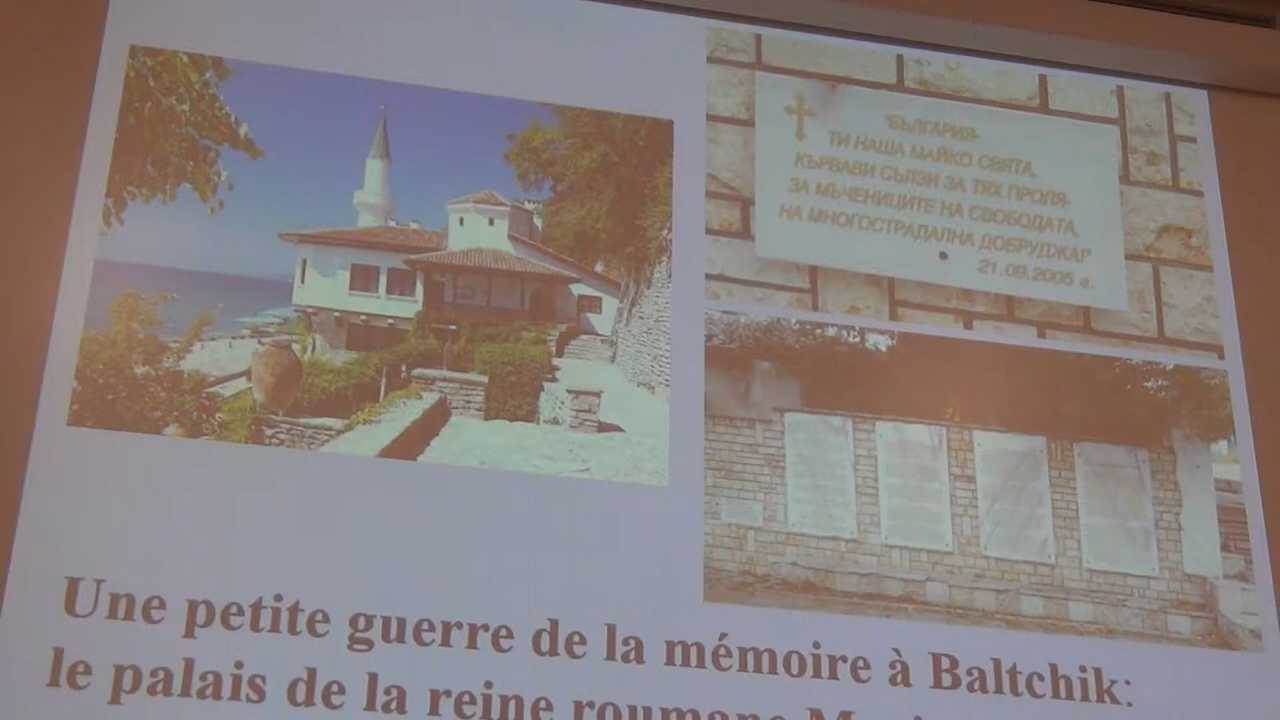 "БЪЛГАРИЯ-
ТИ НАША МАЙКО СВЯТА,
КЪРВАВИ СЪЛЗИ ЗА ТЯХ ПРОЛЯ-
ЗА МЪЧЕНИЦИТЕ НА СВОБОДАТА,
НА МНОГОСТРАДАЛНА ДОБРУДЖА!"
21.09.2005 г.
Une petite guerre de la mémoire à Baltchik:
le palais de la reine roumane